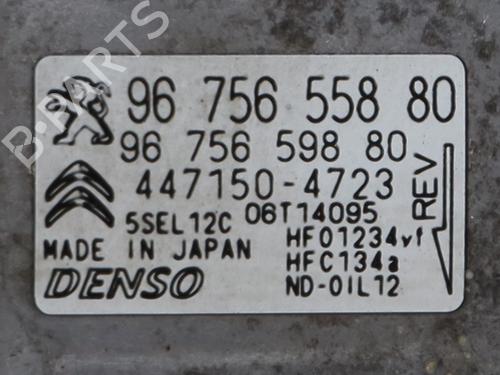 B-PARTS
96 756 558 80
96 756 598 80
447150-4723
5SEL12C 06T14095
MADE IN JAPAN
DENSO
HFO1234yf
HFC134a
ND-OIL12
REV